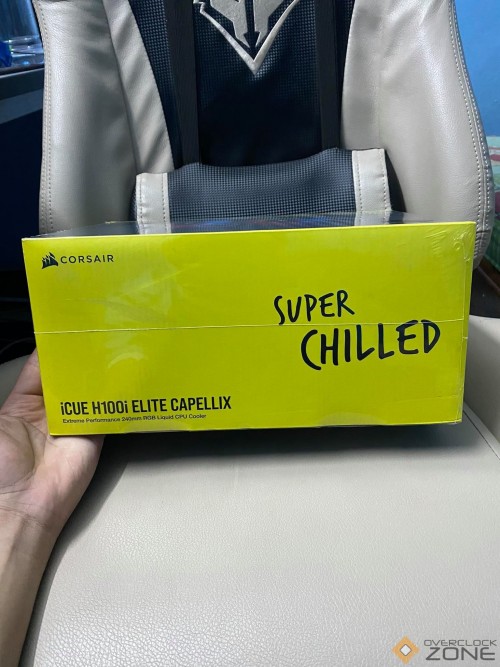 CORSAIR
SUPER
CHILLED
iCUE H100i ELITE CAPELLIX
Extreme Performance 240mm RGB Liquid CPU Cooler
OVERCLOCK
ZONE